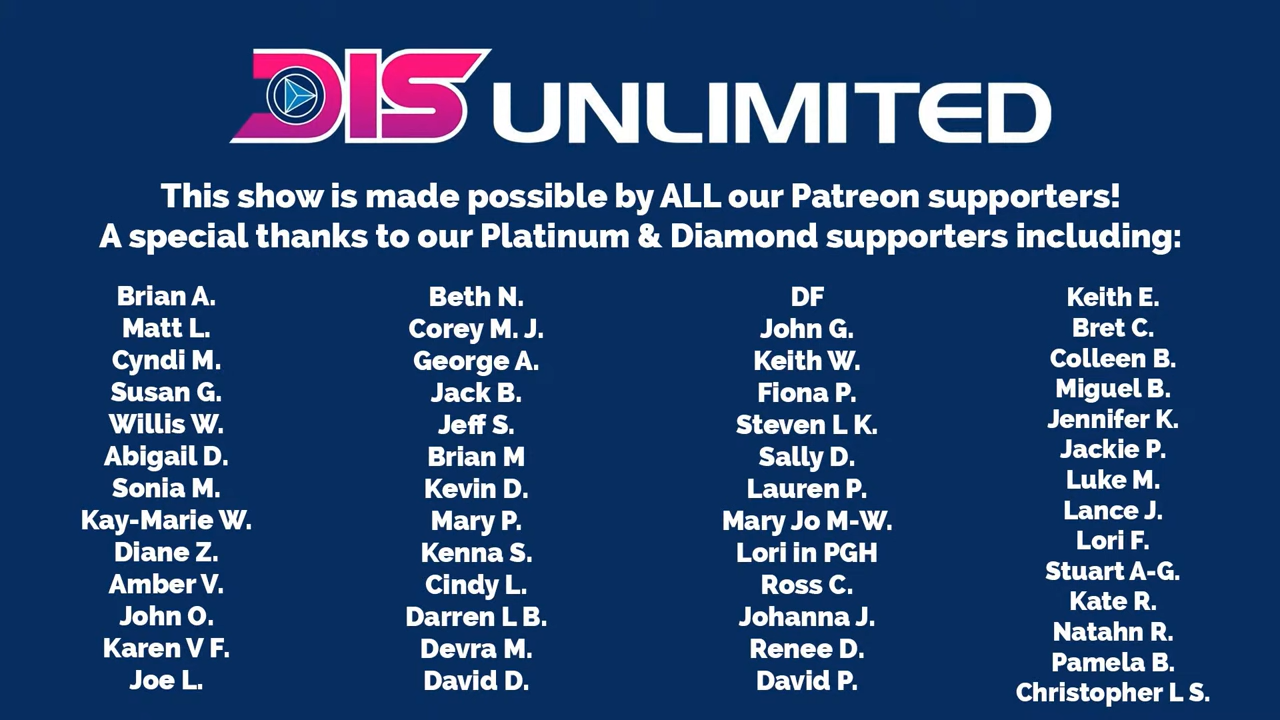 DIS UNLIMITED
This show is made possible by ALL our Patreon supporters!
A special thanks to our Platinum & Diamond supporters including:
Brian A.
Matt L.
Cyndi M.
Susan G.
Willis W.
Abigail D.
Sonia M.
Kay-Marie W.
Diane Z.
Amber V.
John O.
Karen V F.
Joe L.
Beth N.
Corey M. J.
George A.
Jack B.
Jeff S.
Brian M
Kevin D.
Mary P.
Kenna S.
Cindy L.
Darren L B.
Devra M.
David D.
DF
John G.
Keith W.
Fiona P.
Steven L K.
Sally D.
Lauren P.
Mary Jo M-W.
Lori in PGH
Ross C.
Johanna J.
Renee D.
David P.
Keith E.
Bret C.
Colleen B.
Miguel B.
Jennifer K.
Jackie P.
Luke M.
Lance J.
Lori F.
Stuart A-G.
Kate R.
Natahn R.
Pamela B.
Christopher L S.